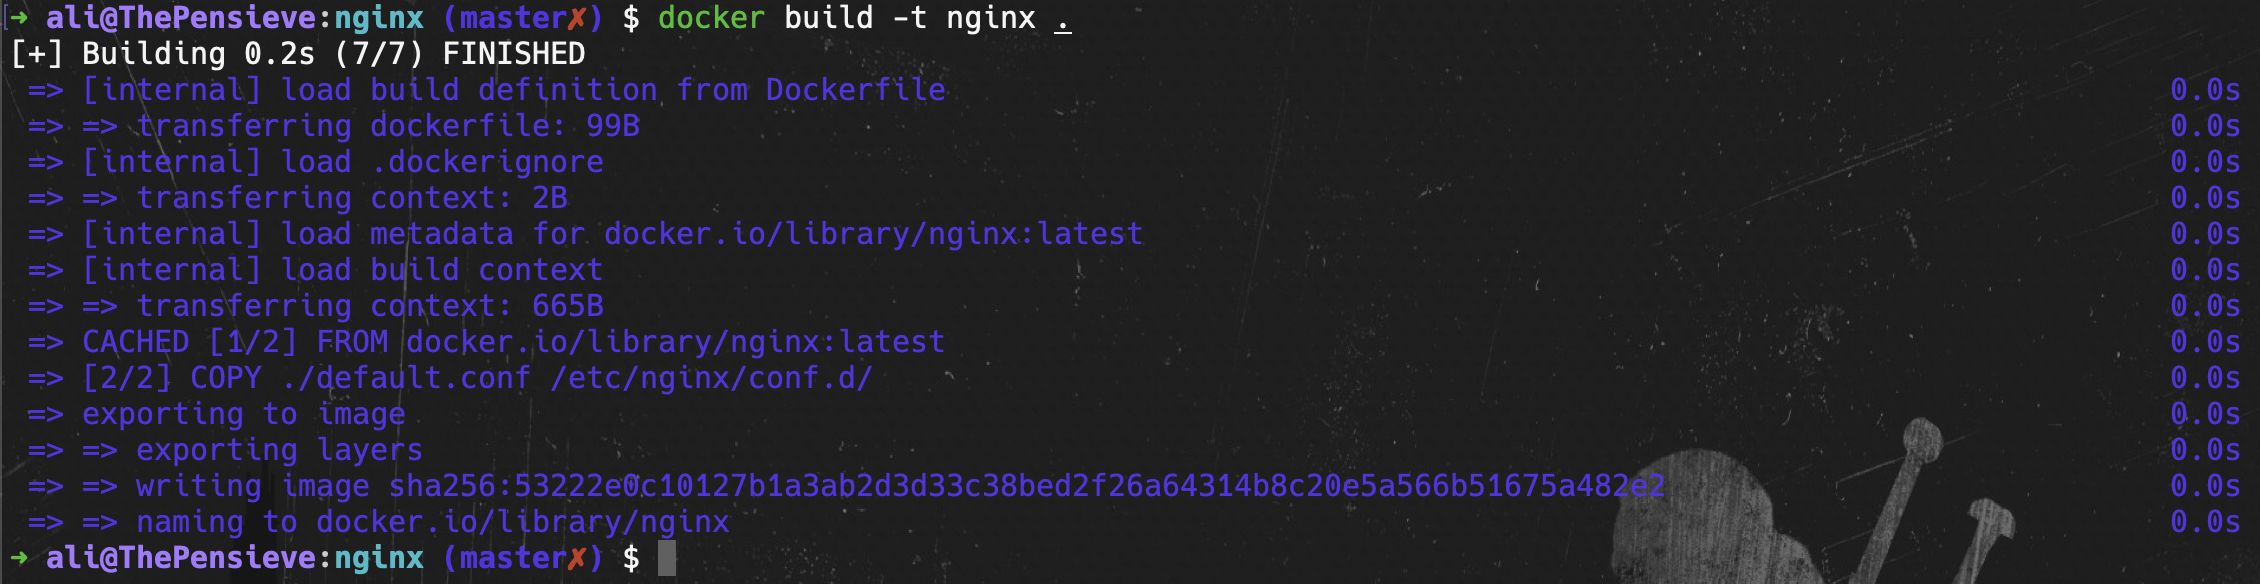 ➜ ali@ThePensieve:nginx (master✗) $ docker build -t nginx .
[+] Building 0.2s (7/7) FINISHED
=> [internal] load build definition from Dockerfile 0.0s
=> => transferring dockerfile: 99B 0.0s
=> [internal] load .dockerignore 0.0s
=> => transferring context: 2B 0.0s
=> [internal] load metadata for docker.io/library/nginx:latest 0.0s
=> [internal] load build context 0.0s
=> => transferring context: 665B 0.0s
=> CACHED [1/2] FROM docker.io/library/nginx:latest 0.0s
=> [2/2] COPY ./default.conf /etc/nginx/conf.d/ 0.0s
=> exporting to image 0.0s
=> => exporting layers 0.0s
=> => writing image sha256:53222e0c10127b1a3ab2d3d33c38bed2f26a64314b8c20e5a566b51675a482e2 0.0s
=> => naming to docker.io/library/nginx 0.0s
➜ ali@ThePensieve:nginx (master✗) $